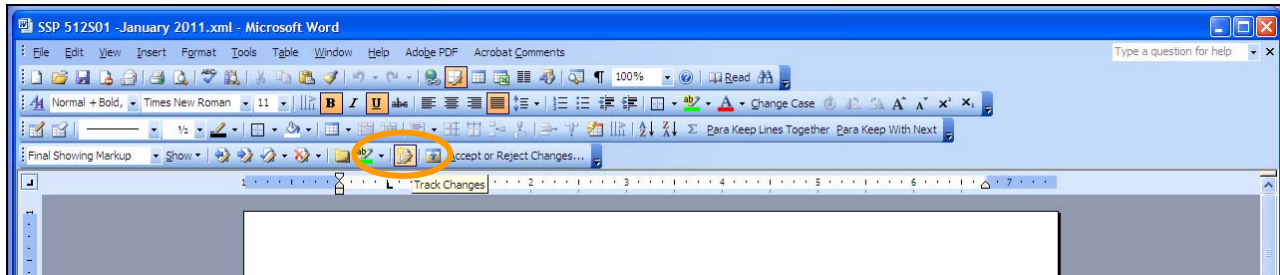 SSP 512S01 -January 2011.xml - Microsoft Word
File Edit View Insert Format Tools Table Window Help Adobe PDF Acrobat Comments Type a question for help
100% Read
Normal + Bold, Times New Roman 11 B I U abc Change Case
½ Para Keep Lines Together Para Keep With Next
Final Showing Markup Show Accept or Reject Changes...
1 Track Changes 2 3 4 5 6 7